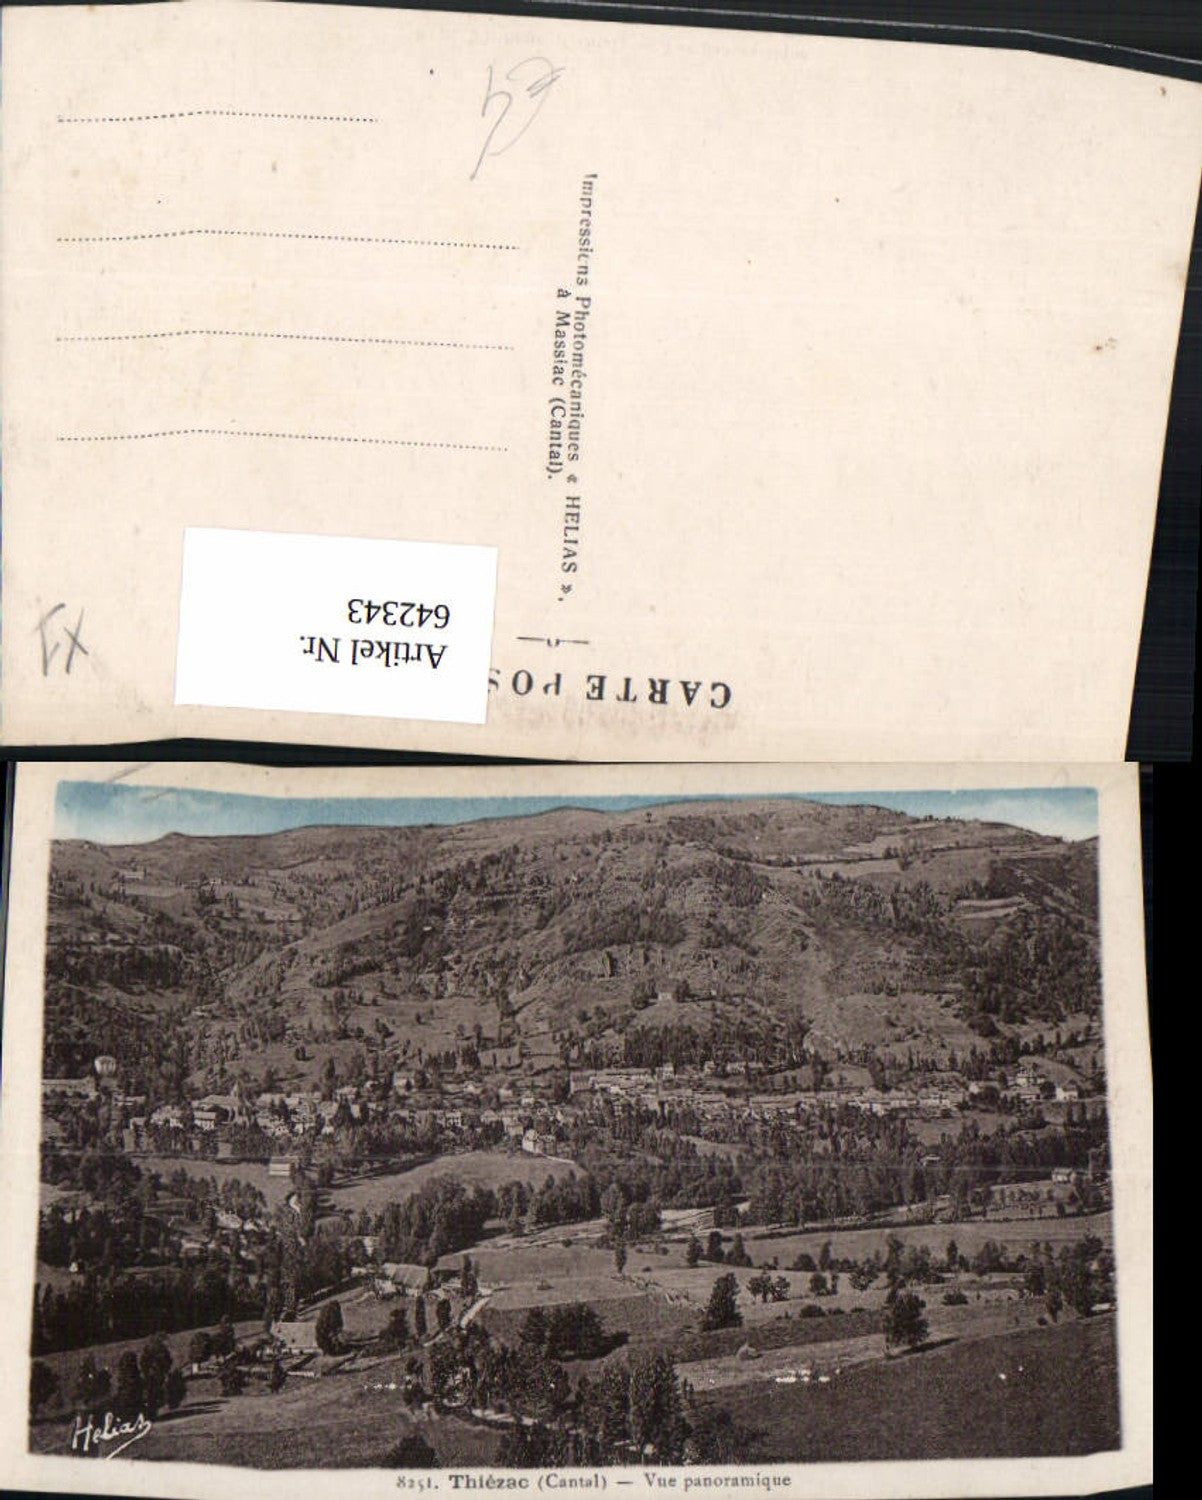 CARTE POS
Impressions Photomécaniques « HELIAS »,
à Massiac (Cantal).
Artikel Nr.
642343
Helias
8251. Thiézac (Cantal) — Vue panoramique